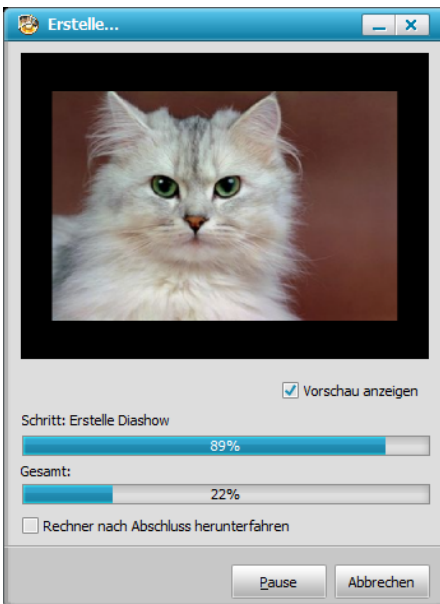 Erstelle...
Vorschau anzeigen
Schritt: Erstelle Diashow
89%
Gesamt:
22%
Rechner nach Abschluss herunterfahren
Pause
Abbrechen